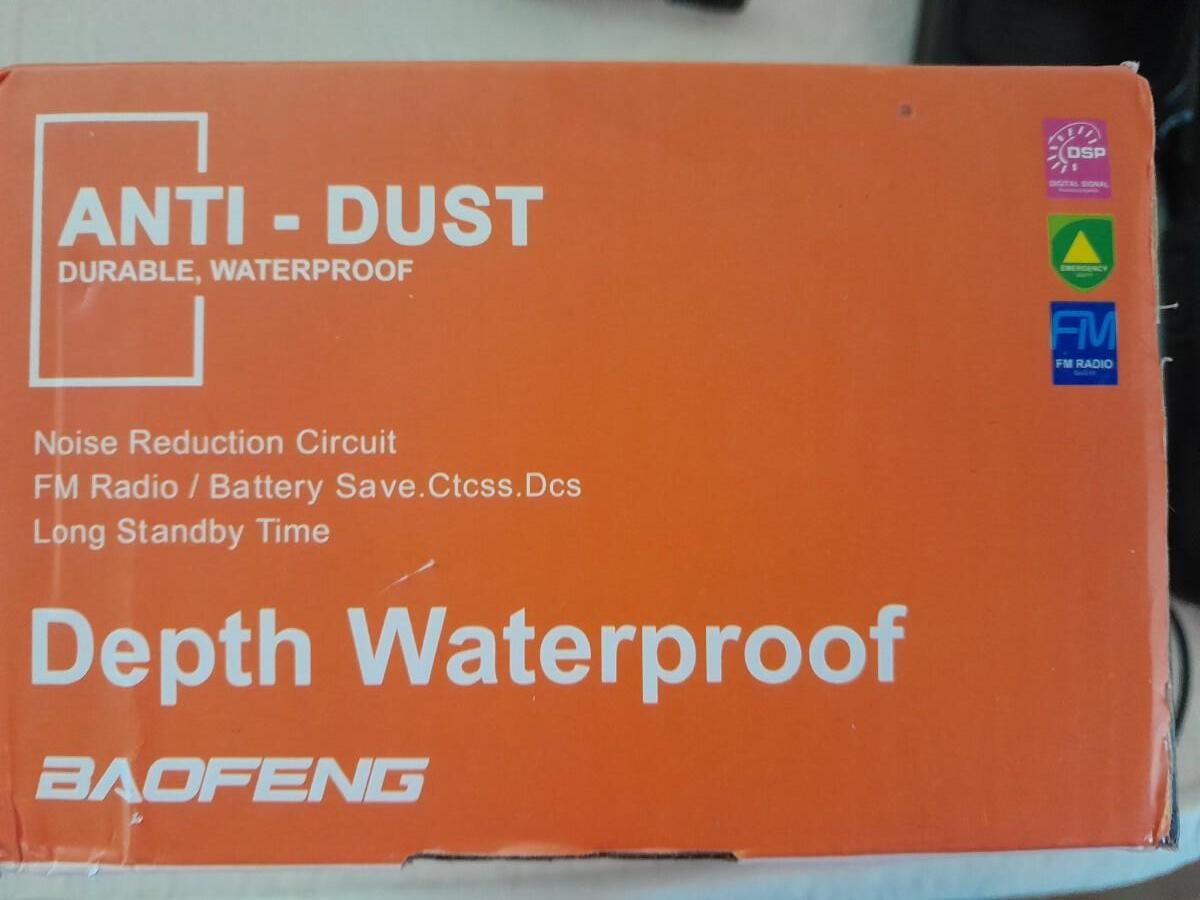 ANTI - DUST
DURABLE, WATERPROOF
Noise Reduction Circuit
FM Radio / Battery Save.Ctcss.Dcs
Long Standby Time
Depth Waterproof
BAOFENG
DSP
DIGITAL SIGNAL
EMERGENCY
FM
FM RADIO